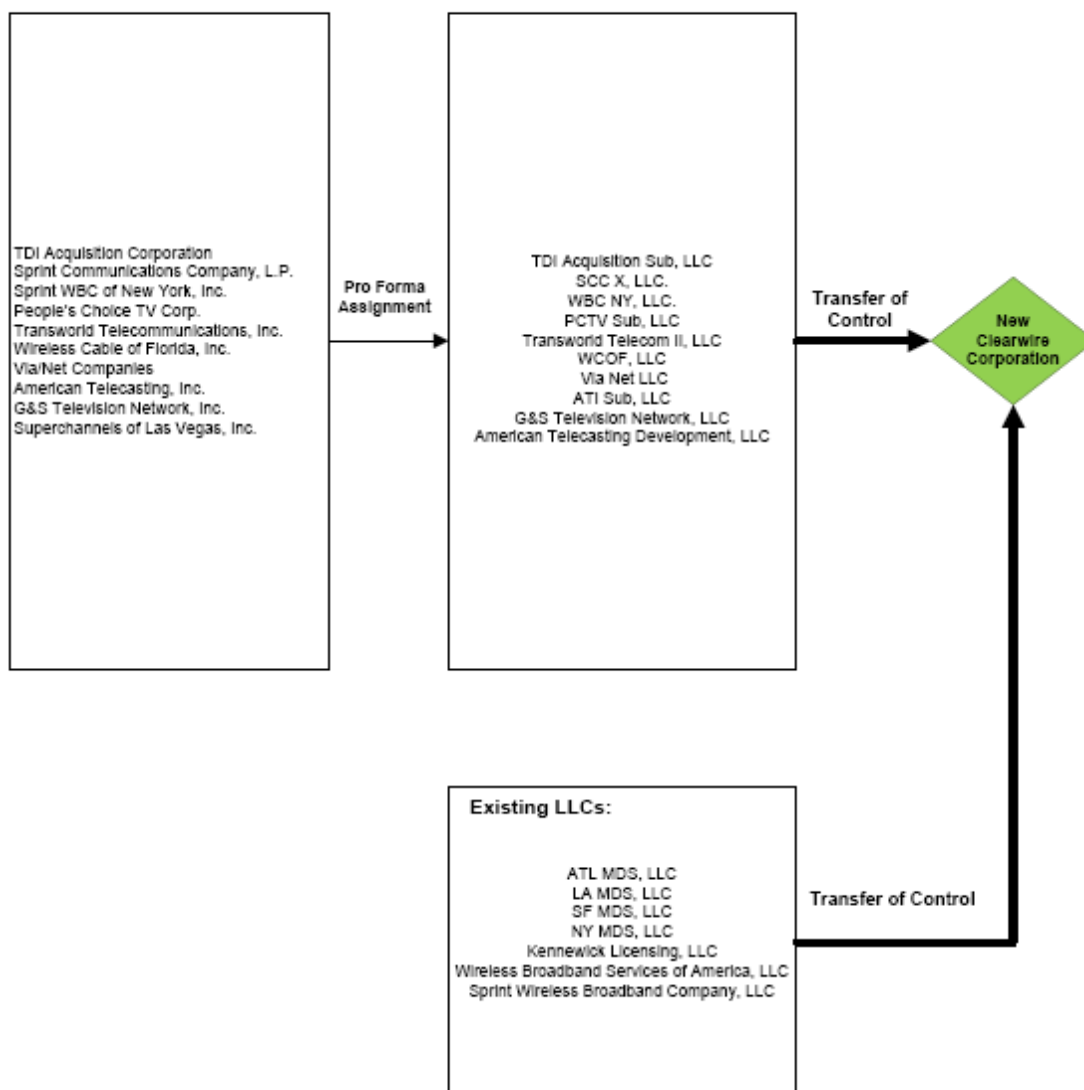 TDI Acquisition Corporation
Sprint Communications Company, L.P.
Sprint WBC of New York, Inc.
People's Choice TV Corp.
Transworld Telecommunications, Inc.
Wireless Cable of Florida, Inc.
Via/Net Companies
American Telecasting, Inc.
G&S Television Network, Inc.
Superchannels of Las Vegas, Inc.
Pro Forma
Assignment
TDI Acquisition Sub, LLC
SCC X, LLC.
WBC NY, LLC.
PCTV Sub, LLC
Transworld Telecom II, LLC
WCOF, LLC
Via Net LLC
ATI Sub, LLC
G&S Television Network, LLC
American Telecasting Development, LLC
Transfer of
Control
New
Clearwire
Corporation
Existing LLCs:
ATL MDS, LLC
LA MDS, LLC
SF MDS, LLC
NY MDS, LLC
Kennewick Licensing, LLC
Wireless Broadband Services of America, LLC
Sprint Wireless Broadband Company, LLC
Transfer of Control